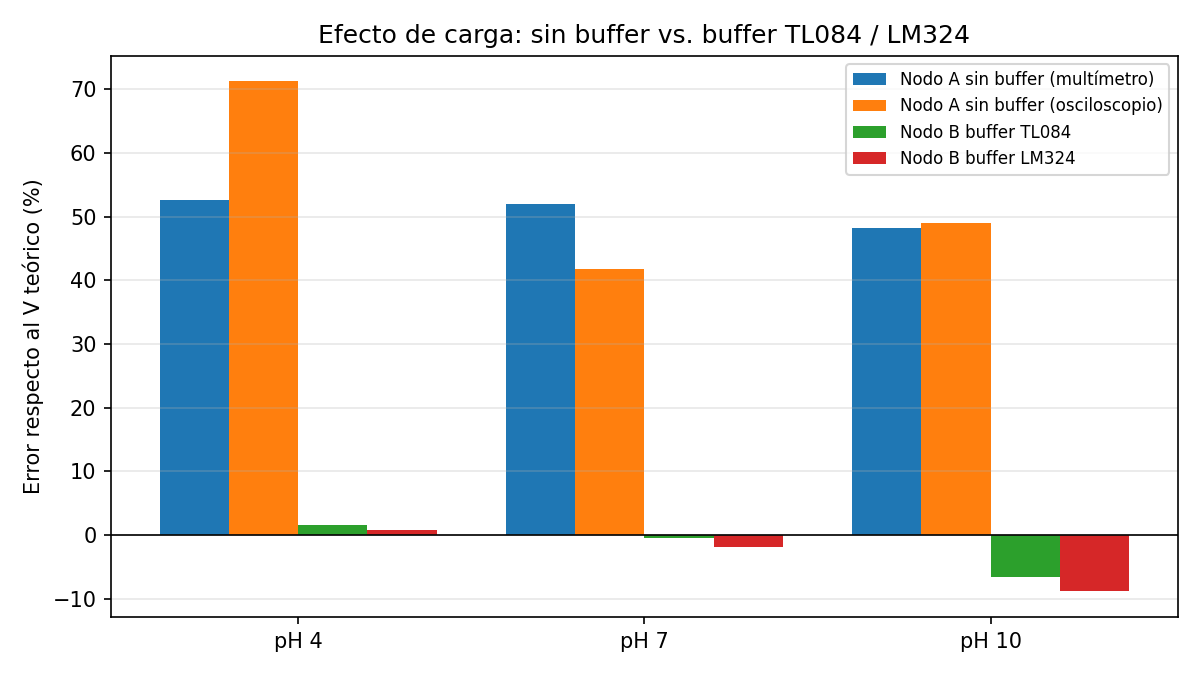 Efecto de carga: sin buffer vs. buffer TL084 / LM324
Nodo A sin buffer (multímetro)
Nodo A sin buffer (osciloscopio)
Nodo B buffer TL084
Nodo B buffer LM324
Error respecto al V teórico (%)
70
60
50
40
30
20
10
0
−10
pH 4
pH 7
pH 10